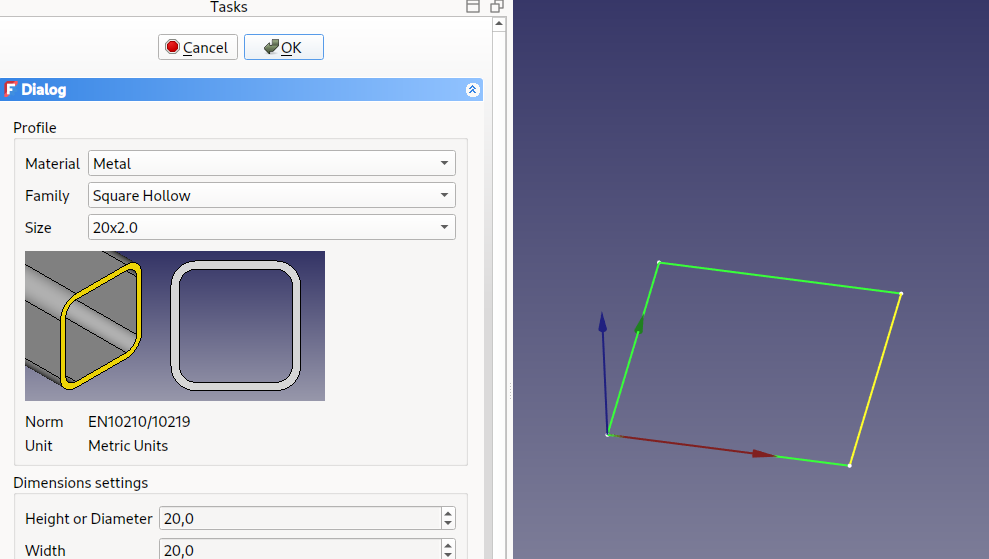 Tasks
Cancel OK
Dialog
Profile
Material Metal
Family Square Hollow
Size 20x2.0
Norm EN10210/10219
Unit Metric Units
Dimensions settings
Height or Diameter 20,0
Width 20,0